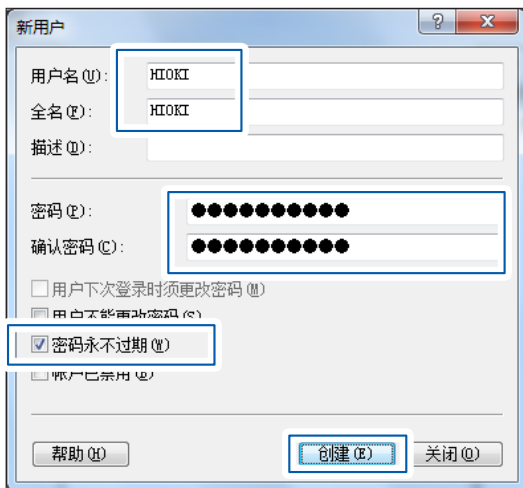 新用户
用户名(U): HIOKI
全名(F): HIOKI
描述(D):
密码(P): ●●●●●●●●●●
确认密码(C): ●●●●●●●●●●
用户下次登录时须更改密码(M)
用户不能更改密码(S)
密码永不过期(W)
帐户已禁用(B)
帮助(H) 创建(E) 关闭(O)